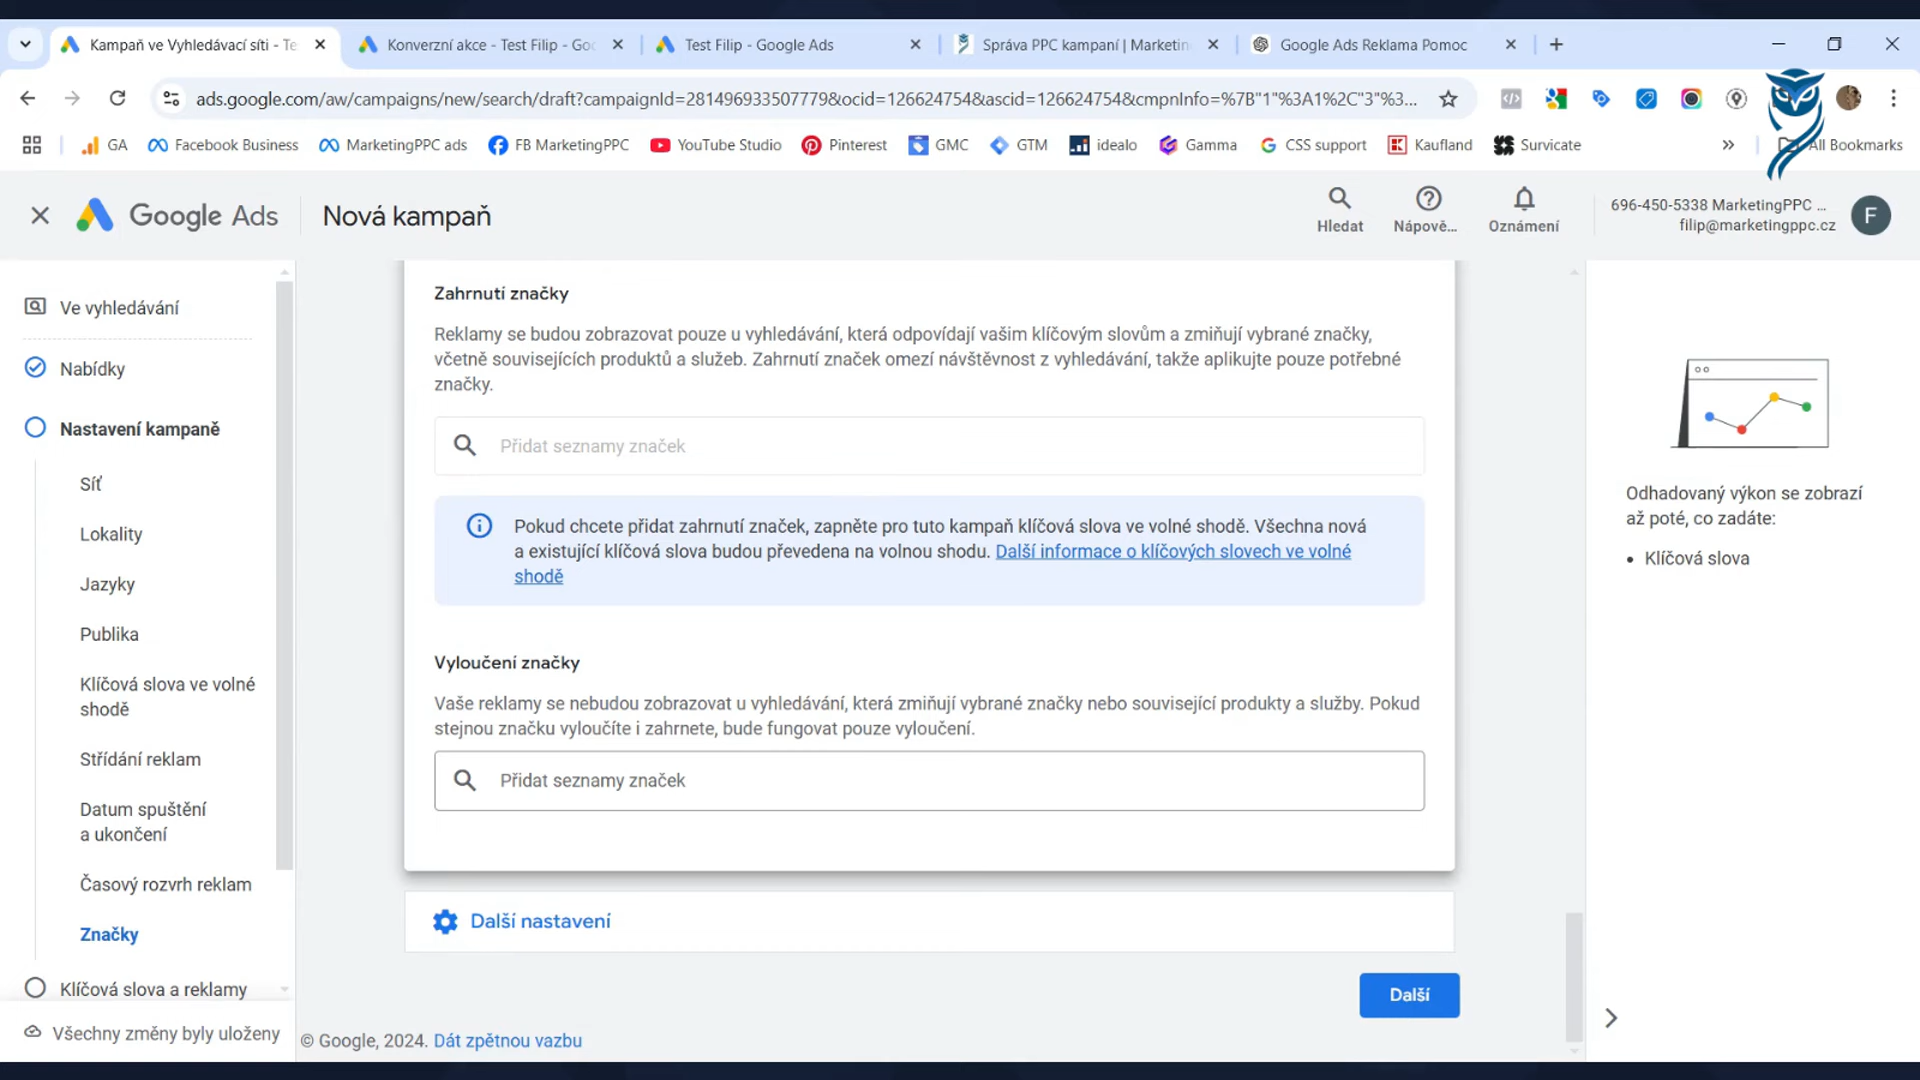 Kampaň ve Vyhledávací síti - Te
Konverzní akce - Test Filip - Goo
Test Filip - Google Ads
Správa PPC kampaní | Marketin
Google Ads Reklama Pomoc
ads.google.com/aw/campaigns/new/search/draft?campaignId=281496933507779&ocid=126624754&ascid=126624754&cmpnInfo=%7B"1"%3A1%2C"3"%3...
GA
Facebook Business
MarketingPPC ads
FB MarketingPPC
YouTube Studio
Pinterest
GMC
GTM
idealo
Gamma
CSS support
Kaufland
Survicate
All Bookmarks
Google Ads
Nová kampaň
Hledat
Nápově...
Oznámení
696-450-5338 MarketingPPC ...
filip@marketingppc.cz
F
Ve vyhledávání
Nabídky
Nastavení kampaně
Síť
Lokality
Jazyky
Publika
Klíčová slova ve volné
shodě
Střídání reklam
Datum spuštění
a ukončení
Časový rozvrh reklam
Značky
Klíčová slova a reklamy
Všechny změny byly uloženy
Zahrnutí značky
Reklamy se budou zobrazovat pouze u vyhledávání, která odpovídají vašim klíčovým slovům a zmiňují vybrané značky,
včetně souvisejících produktů a služeb. Zahrnutí značek omezí návštěvnost z vyhledávání, takže aplikujte pouze potřebné
značky.
Přidat seznamy značek
Pokud chcete přidat zahrnutí značek, zapněte pro tuto kampaň klíčová slova ve volné shodě. Všechna nová
a existující klíčová slova budou převedena na volnou shodu. Další informace o klíčových slovech ve volné
shodě
Vyloučení značky
Vaše reklamy se nebudou zobrazovat u vyhledávání, která zmiňují vybrané značky nebo související produkty a služby. Pokud
stejnou značku vyloučíte i zahrnete, bude fungovat pouze vyloučení.
Přidat seznamy značek
Další nastavení
Další
© Google, 2024. Dát zpětnou vazbu
Odhadovaný výkon se zobrazí
až poté, co zadáte:
• Klíčová slova